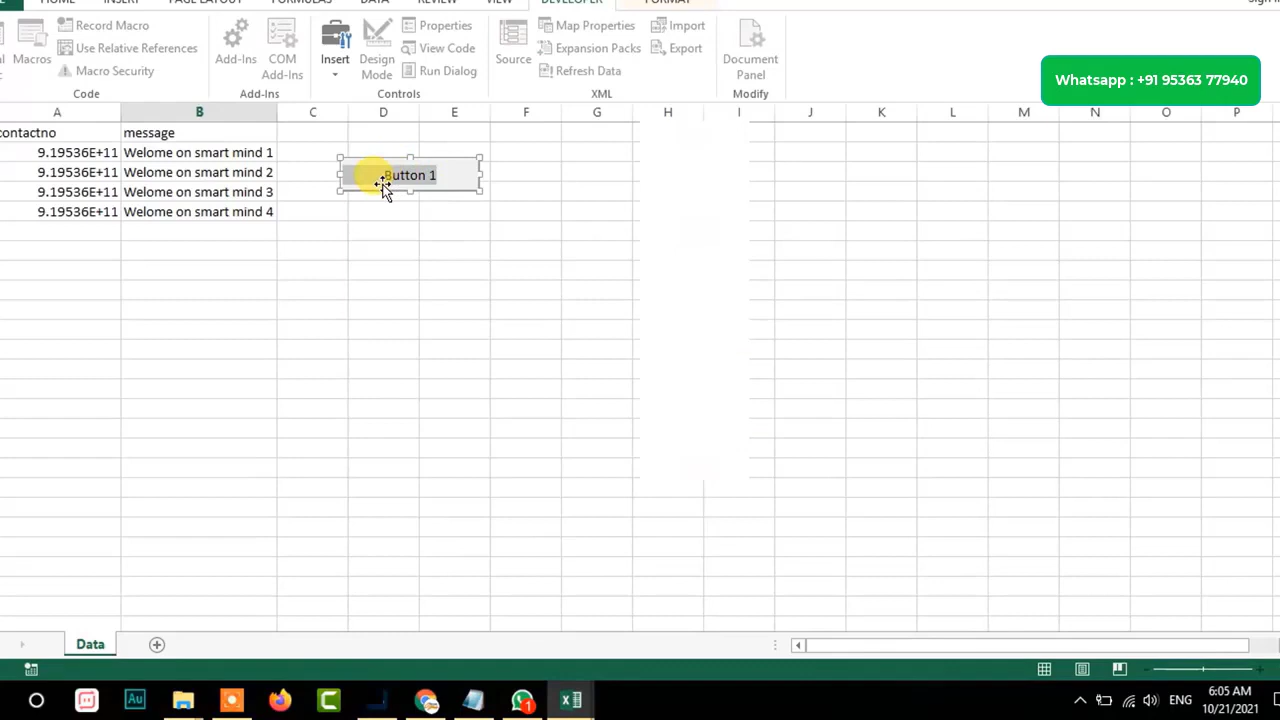 HOME INSERT PAGE LAYOUT FORMULAS DATA REVIEW VIEW DEVELOPER FORMAT
Record Macro
Map Properties
Import
Properties
Use Relative References
View Code
Expansion Packs
Export
Macros
Add-Ins
COM
Add-Ins
Insert
Design
Mode
Source
Document
Panel
Macro Security
Run Dialog
Refresh Data
Code
Add-Ins
Controls
XML
Modify
Whatsapp : +91 95363 77940
A B C D E F G H I J K L M N O P
contactno message
9.19536E+11 Welome on smart mind 1
9.19536E+11 Welome on smart mind 2
9.19536E+11 Welome on smart mind 3
9.19536E+11 Welome on smart mind 4
Button 1
Data
Au
1
ENG
6:05 AM
10/21/2021